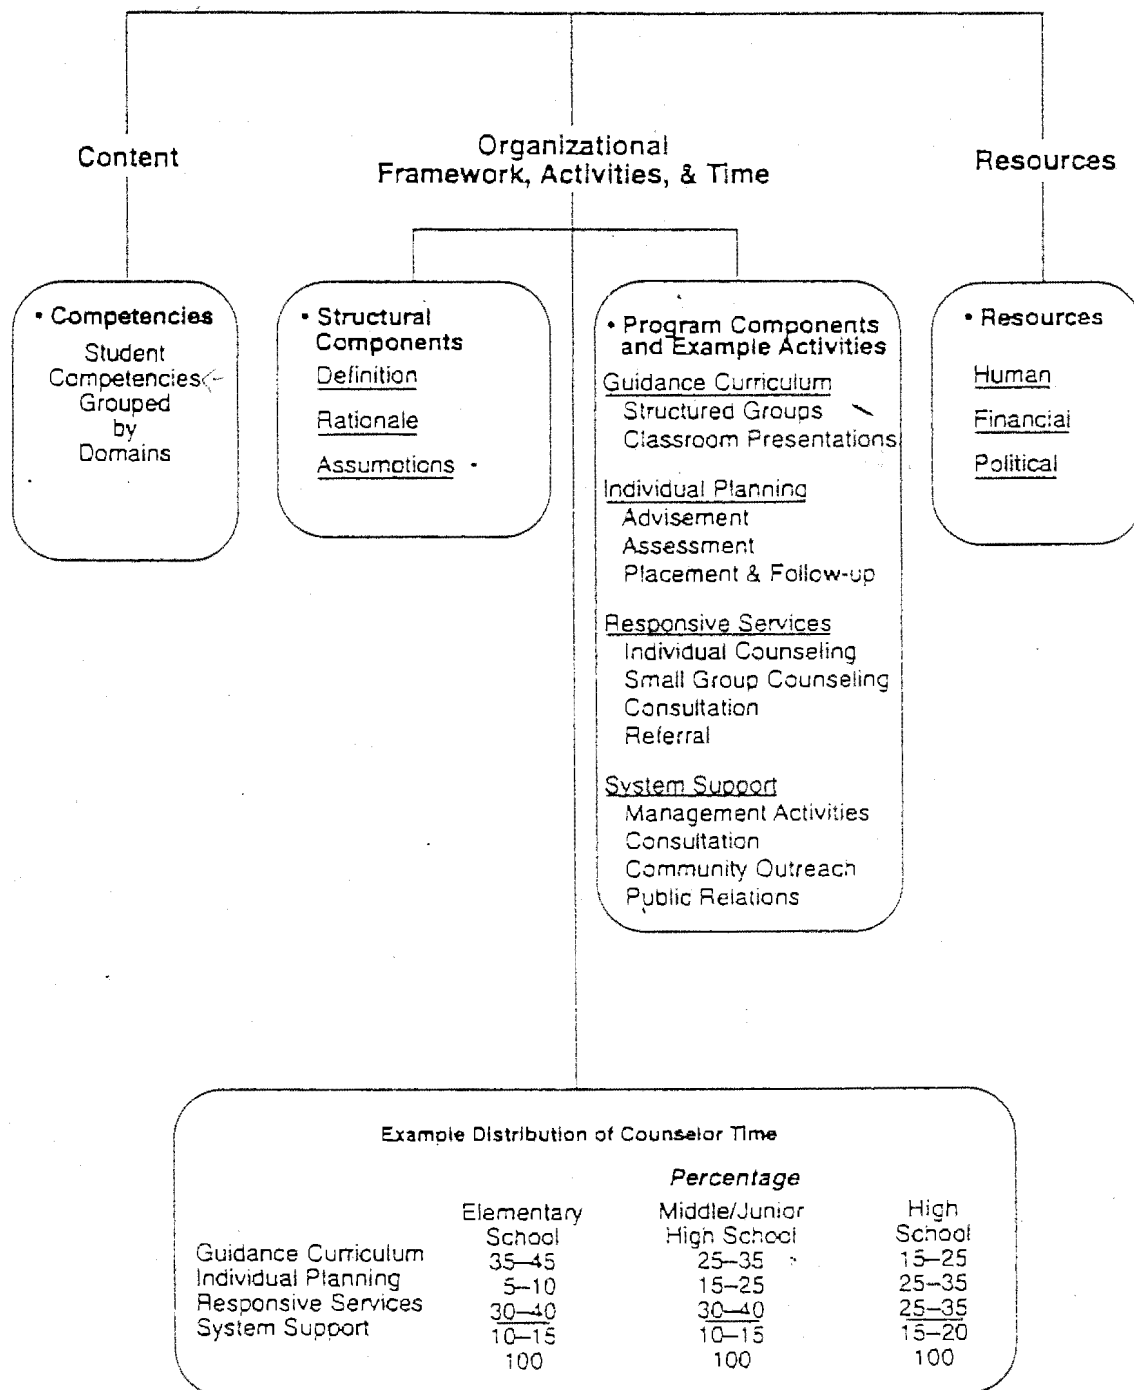 Content
Organizational
Framework, Activities, & Time
Resources
• Competencies
Student
Competencies
Grouped
by
Domains
• Structural
Components
Definition
Rationale
Assumptions
• Program Components
and Example Activities
Guidance Curriculum
Structured Groups
Classroom Presentations
Individual Planning
Advisement
Assessment
Placement & Follow-up
Responsive Services
Individual Counseling
Small Group Counseling
Consultation
Referral
System Support
Management Activities
Consultation
Community Outreach
Public Relations
• Resources
Human
Financial
Political
Example Distribution of Counselor Time
Percentage
Elementary School Middle/Junior High School High School
Guidance Curriculum 35–45 25–35 15–25
Individual Planning 5–10 15–25 25–35
Responsive Services 30–40 30–40 25–35
System Support 10–15 10–15 15–20
100 100 100